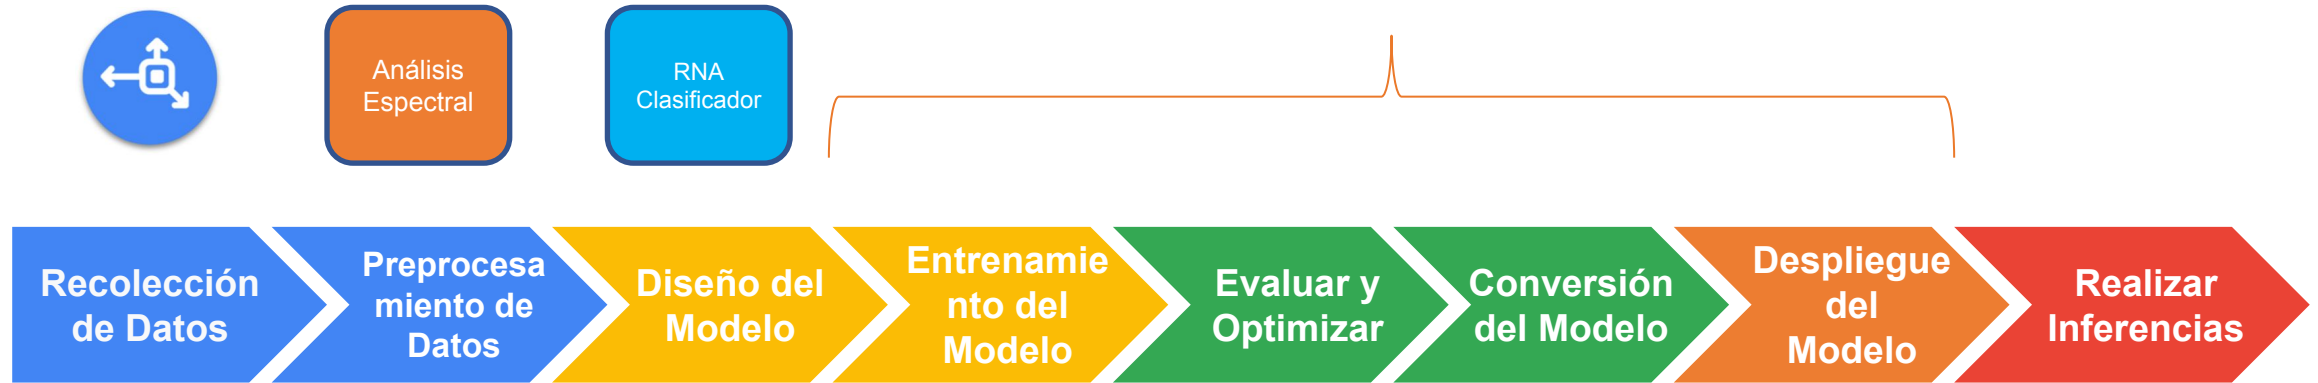 Análisis
Espectral
RNA
Clasificador
Recolección
de Datos
Preprocesa
miento de
Datos
Diseño del
Modelo
Entrenamie
nto del
Modelo
Evaluar y
Optimizar
Conversión
del Modelo
Despliegue
del
Modelo
Realizar
Inferencias